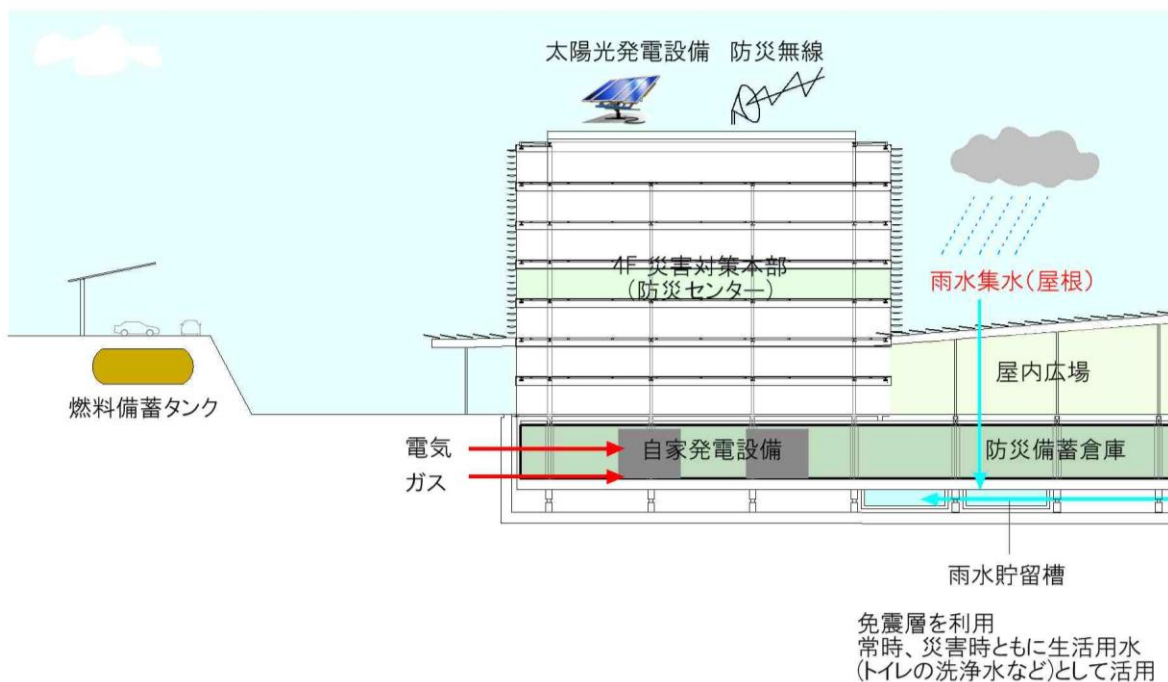 太陽光発電設備
防災無線
4F 災害対策本部
(防災センター)
雨水集水(屋根)
屋内広場
燃料備蓄タンク
電気
ガス
自家発電設備
防災備蓄倉庫
雨水貯留槽
免震層を利用
常時、災害時ともに生活用水
(トイレの洗浄水など)として活用